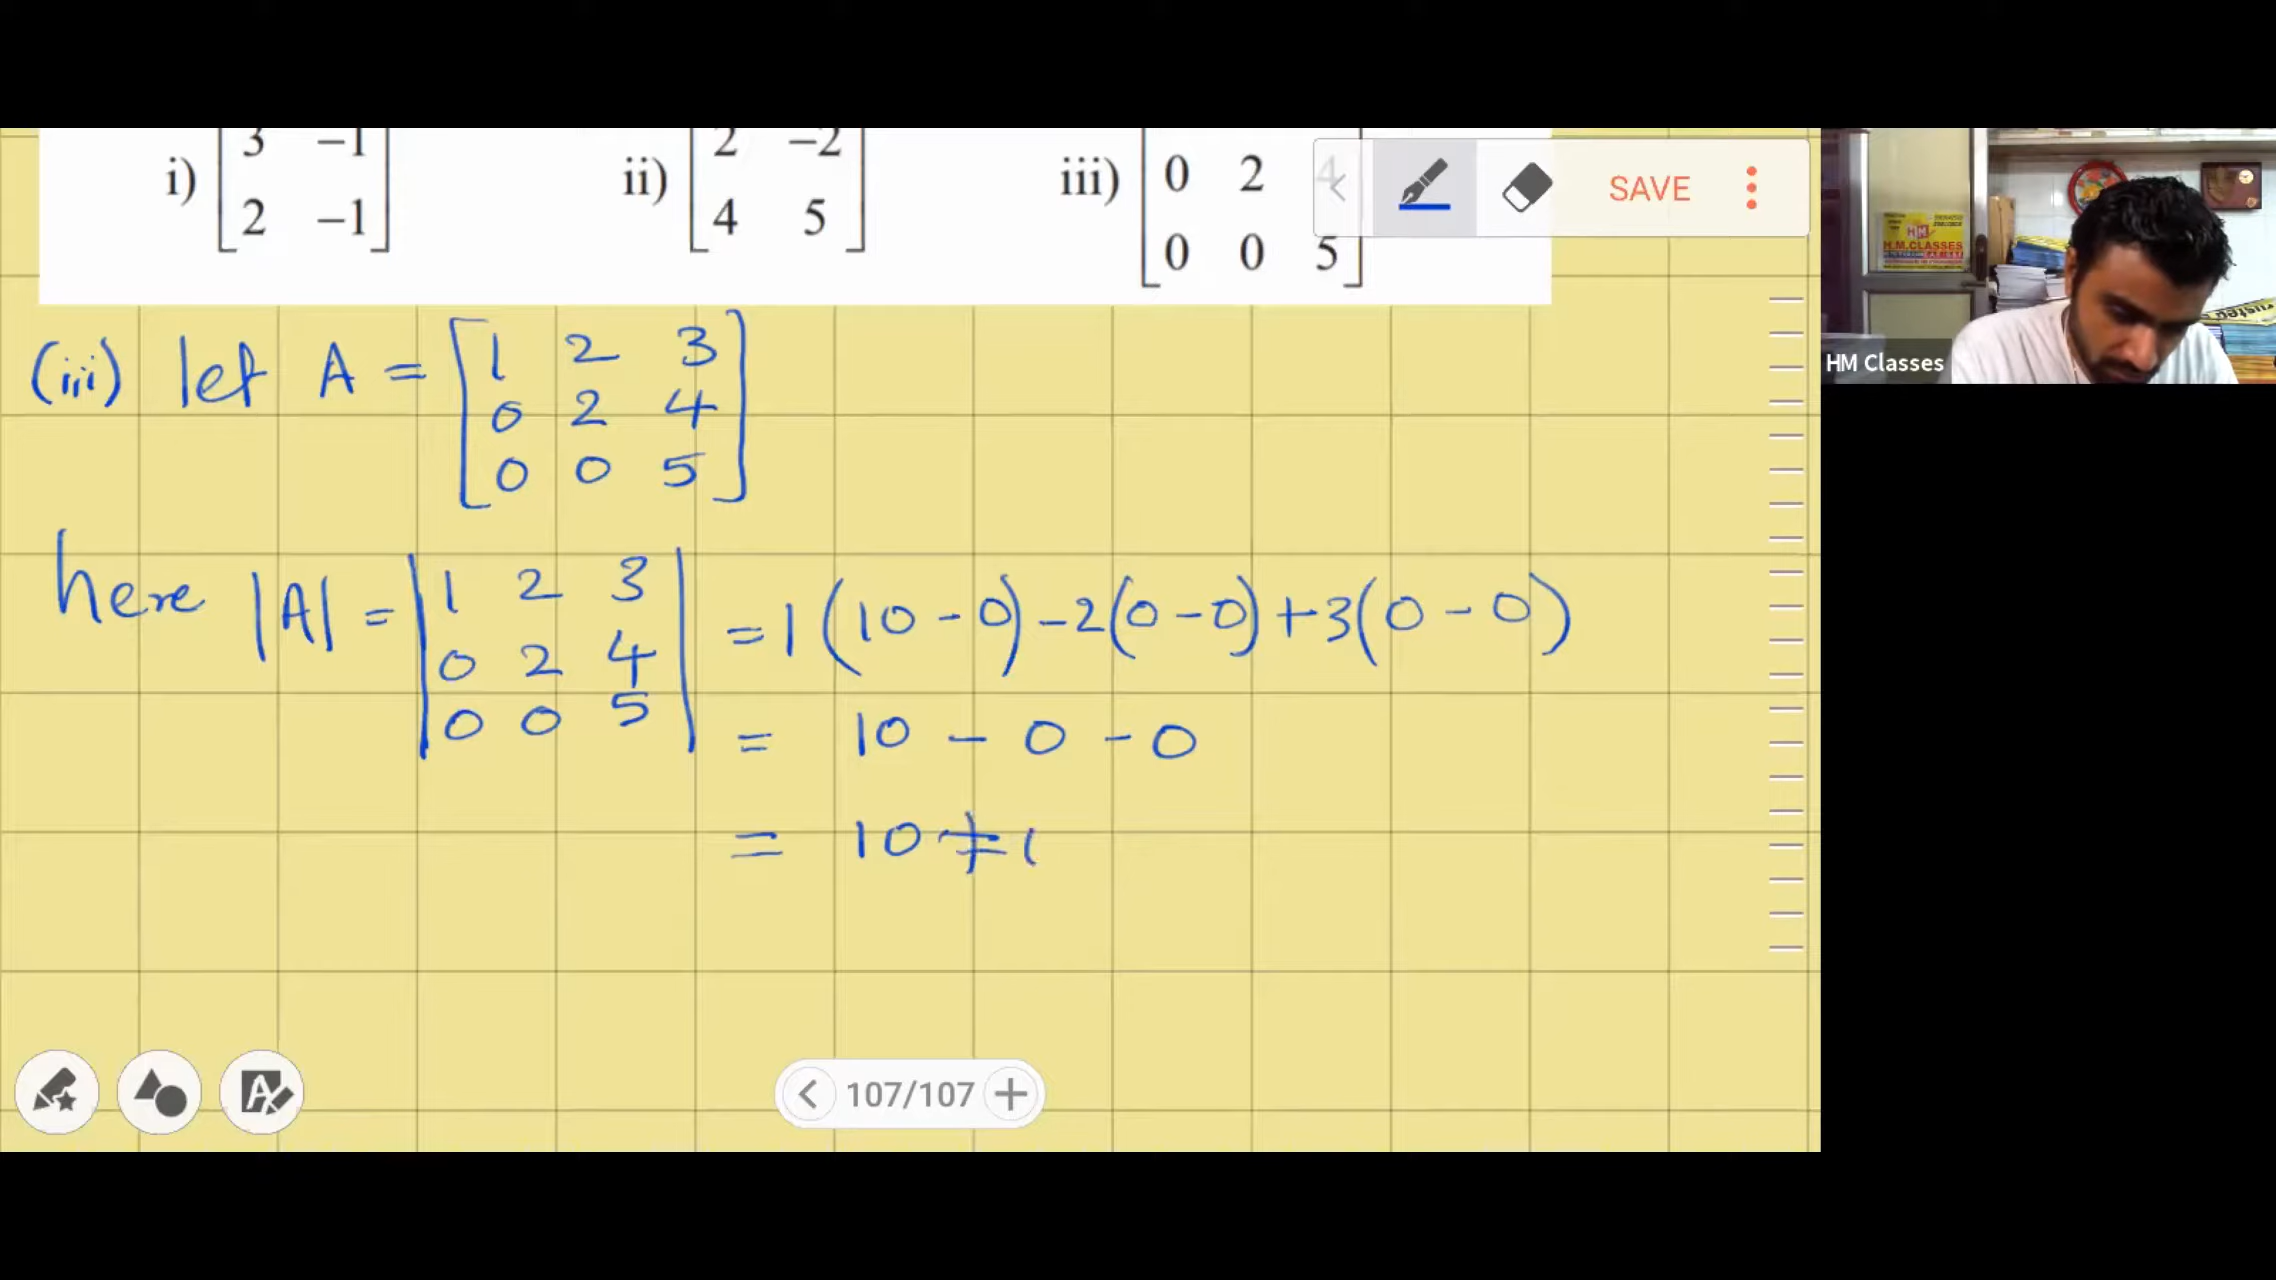 i) [3 −1
2 −1]
ii) [2 −2
4 5]
iii) [0 2 4
0 0 5]
SAVE
H.M.CLASSES
HM Classes
(iii) let A = [1 2 3
0 2 4
0 0 5]
here |A| = |1 2 3
0 2 4
0 0 5| = 1(10 - 0) - 2(0 - 0) + 3(0 - 0)
= 10 - 0 - 0
= 10 ≠ (
107/107